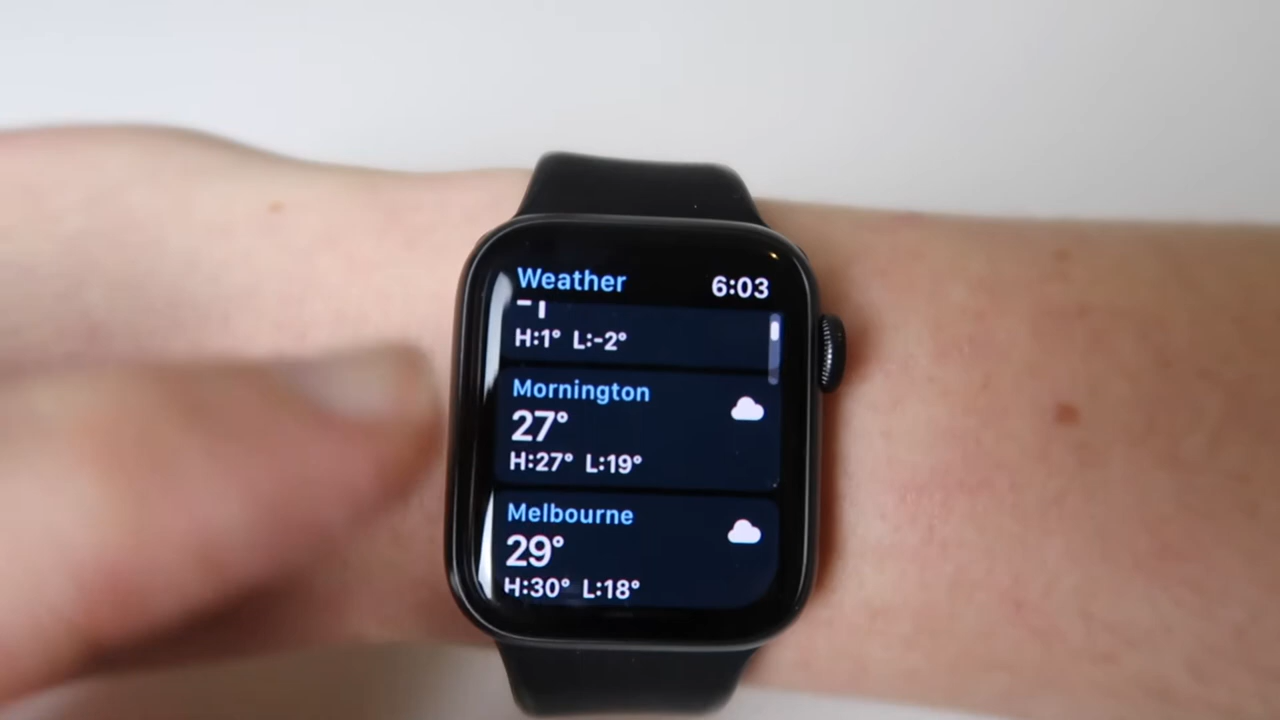 Weather
6:03
H:1° L:-2°
Mornington
27°
H:27° L:19°
Melbourne
29°
H:30° L:18°